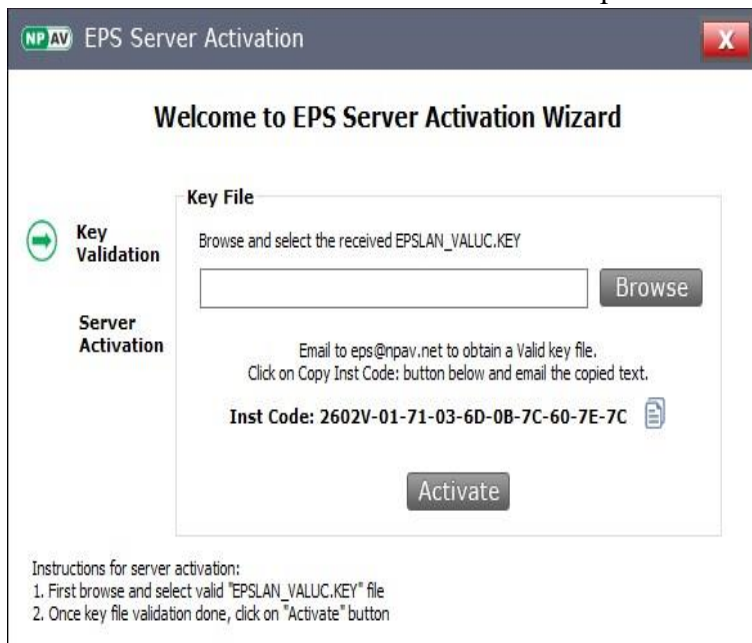 NPAV EPS Server Activation
X
Welcome to EPS Server Activation Wizard
Key File
Key
Validation
Browse and select the received EPSLAN_VALUC.KEY
Browse
Server
Activation
Email to eps@npav.net to obtain a Valid key file.
Click on Copy Inst Code: button below and email the copied text.
Inst Code: 2602V-01-71-03-6D-0B-7C-60-7E-7C
Activate
Instructions for server activation:
1. First browse and select valid "EPSLAN_VALUC.KEY" file
2. Once key file validation done, click on "Activate" button